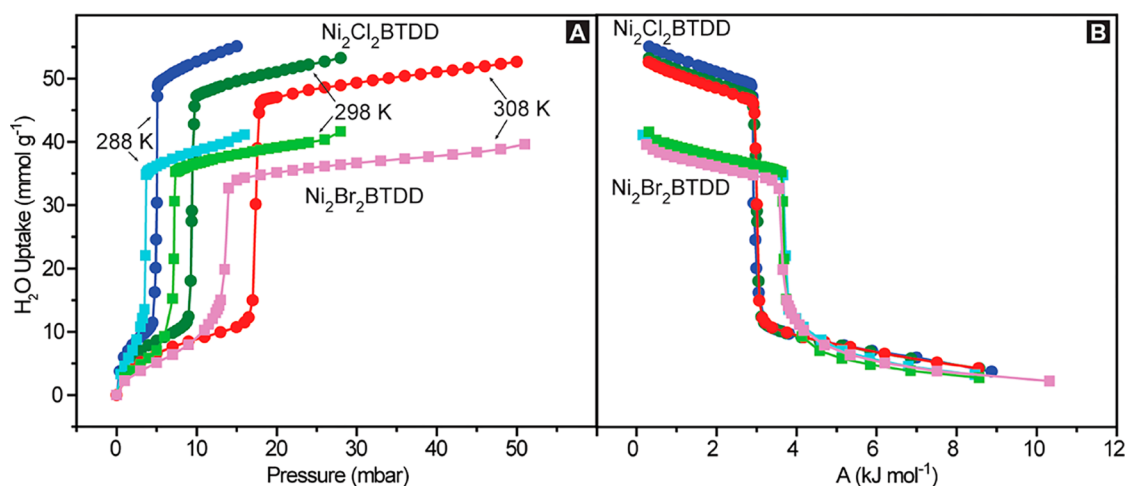 A
Ni₂Cl₂BTDD
288 K
298 K
308 K
Ni₂Br₂BTDD
H₂O Uptake (mmol g⁻¹)
50
40
30
20
10
0
0 10 20 30 40 50
Pressure (mbar)
B
Ni₂Cl₂BTDD
Ni₂Br₂BTDD
0 2 4 6 8 10 12
A (kJ mol⁻¹)